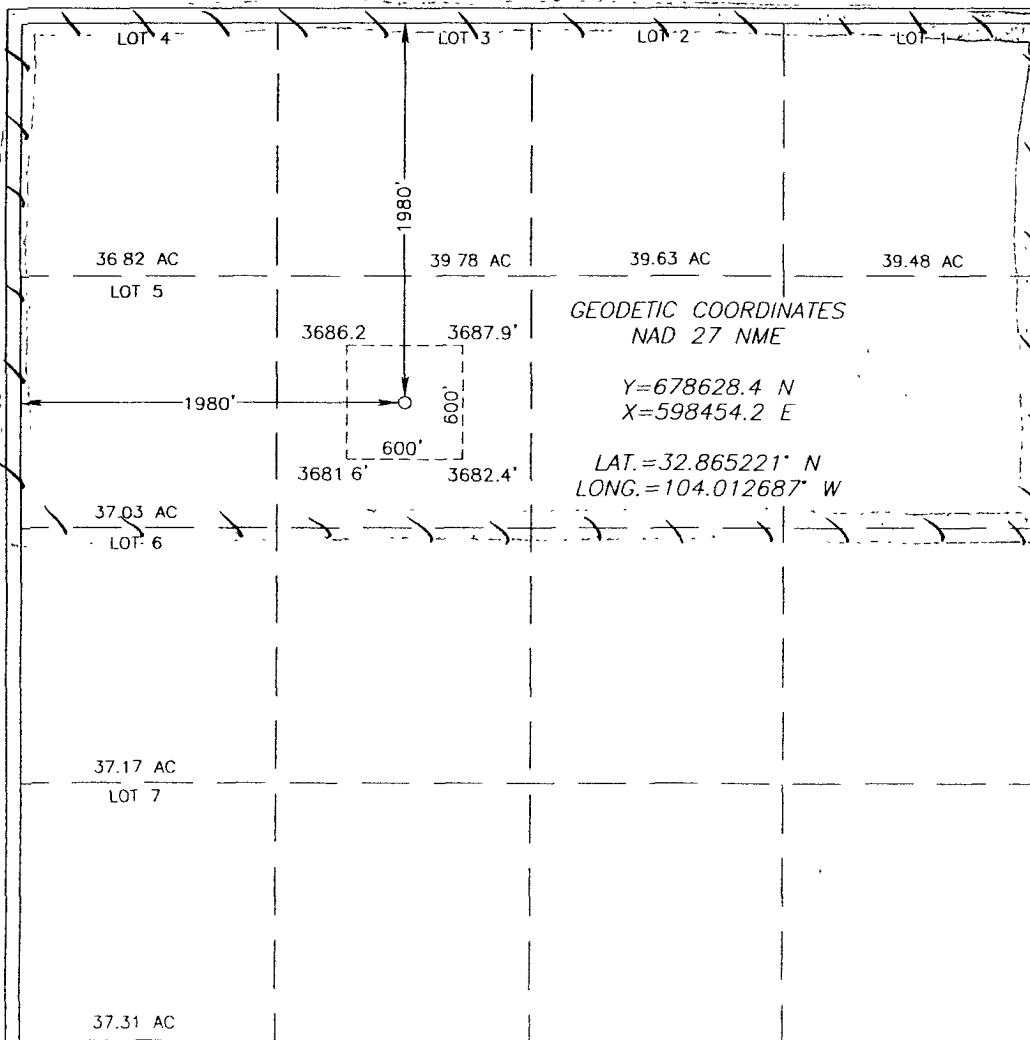 LOT 4 LOT 3 LOT 2 LOT 1
1980'
36 82 AC 39 78 AC 39.63 AC 39.48 AC
LOT 5
GEODETIC COORDINATES
NAD 27 NME
3686.2 3687.9'
Y=678628.4 N
X=598454.2 E
1980'
600'
600'
LAT.=32.865221° N
3681 6' 3682.4'
LONG.=104.012687° W
37.03 AC
LOT 6
37.17 AC
LOT 7
37.31 AC